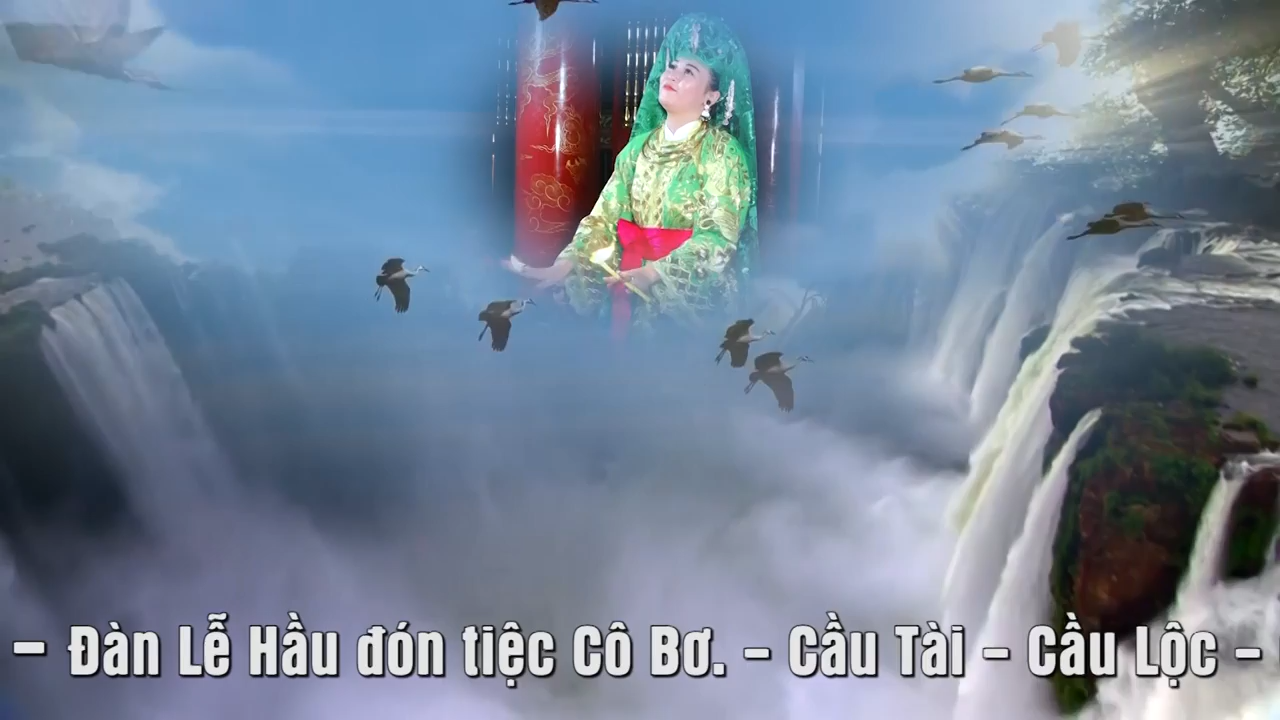 – Đàn Lễ Hầu đón tiệc Cô Bơ. – Cầu Tài – Cầu Lộc –